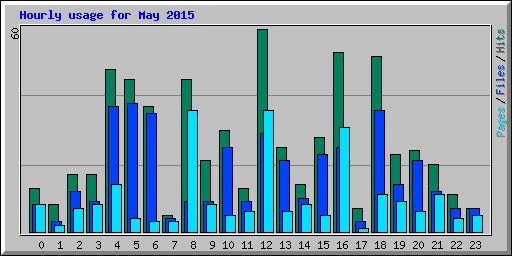 Hourly usage for May 2015
60
Pages / Files / Hits
0 1 2 3 4 5 6 7 8 9 10 11 12 13 14 15 16 17 18 19 20 21 22 23